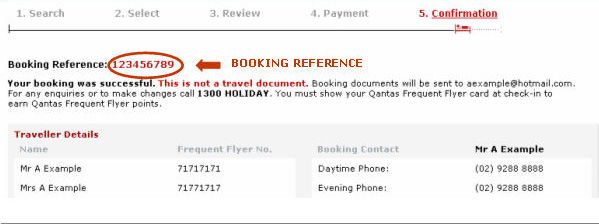 1. Search 2. Select 3. Review 4. Payment 5. Confirmation
Booking Reference: 123456789 BOOKING REFERENCE
Your booking was successful. This is not a travel document. Booking documents will be sent to aexample@hotmail.com.
For any enquiries or to make changes call 1300 HOLIDAY. You must show your Qantas Frequent Flyer card at check-in to
earn Qantas Frequent Flyer points.
Traveller Details
Name Frequent Flyer No. Booking Contact Mr A Example
Mr A Example 71717171 Daytime Phone: (02) 9288 8888
Mrs A Example 71771717 Evening Phone: (02) 9288 8888